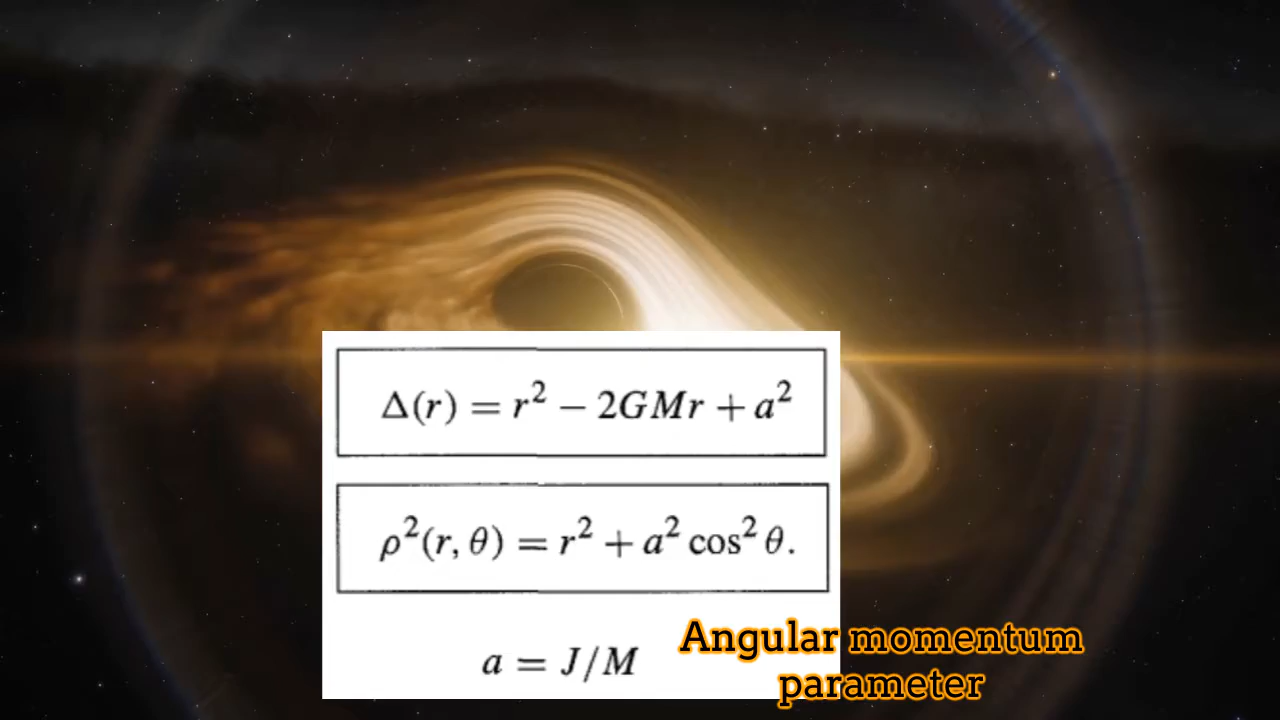 Δ(r) = r² − 2GMr + a²
ρ²(r, θ) = r² + a² cos² θ.
a = J/M
Angular momentum
parameter